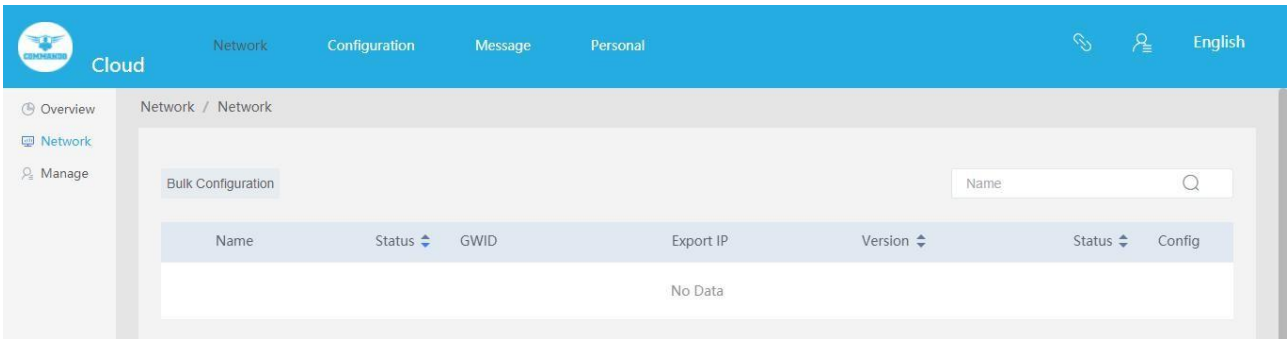 COMMANDO
Cloud
Network Configuration Message Personal English
Overview
Network / Network
Network
Manage
Bulk Configuration
Name
Name Status GWID Export IP Version Status Config
No Data